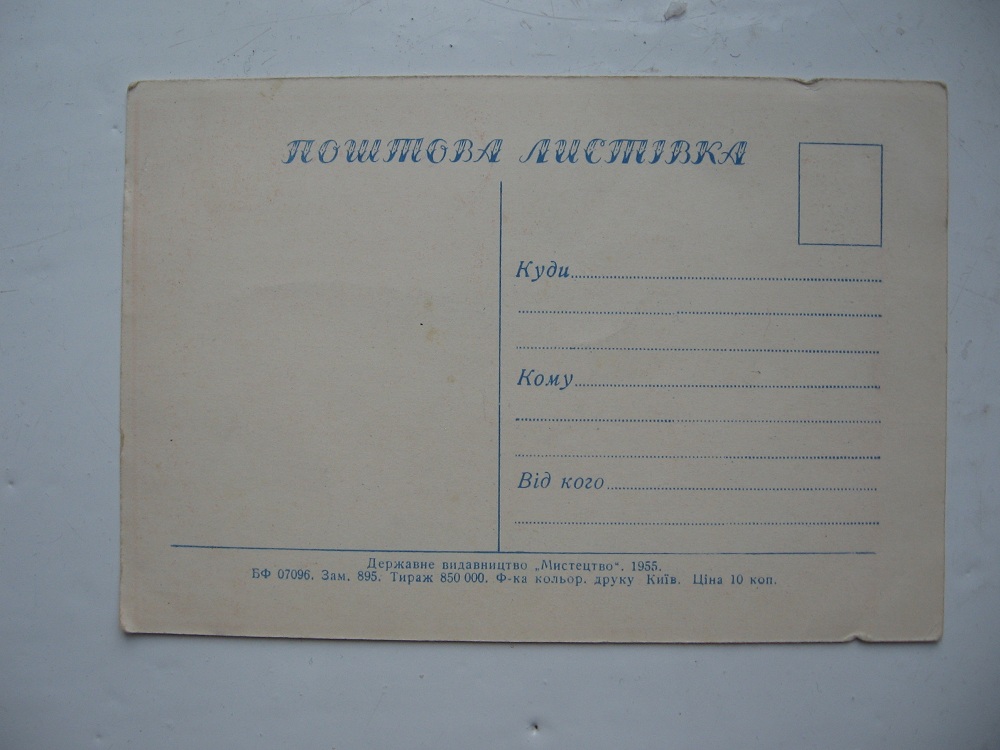 ПОШТОВА ЛИСТІВКА
Куди
Кому
Від кого
Державне видавництво „Мистецтво“. 1955.
БФ 07096. Зам. 895. Тираж 850 000. Ф-ка кольор. друку Київ. Ціна 10 коп.